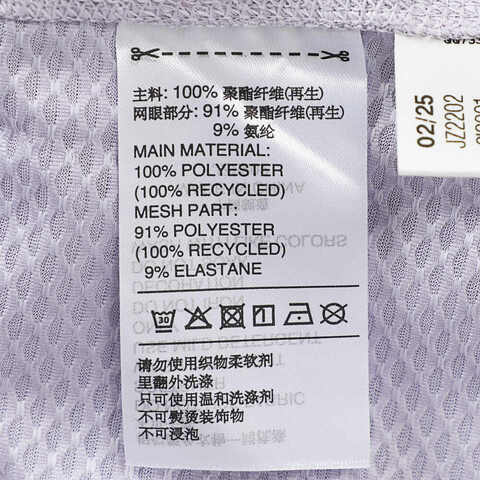 主料: 100% 聚酯纤维(再生)
网眼部分: 91% 聚酯纤维(再生)
9% 氨纶
MAIN MATERIAL:
100% POLYESTER
(100% RECYCLED)
MESH PART:
91% POLYESTER
(100% RECYCLED)
9% ELASTANE
30
请勿使用织物柔软剂
里翻外洗涤
只可使用温和洗涤剂
不可熨烫装饰物
不可浸泡
02/25
JZ2202